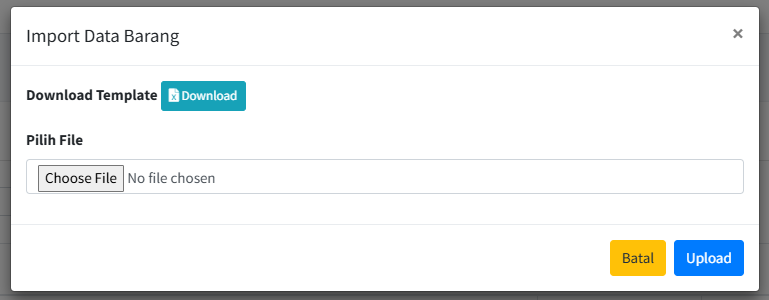 Import Data Barang ×
Download Template Download
Pilih File
Choose File No file chosen
Batal Upload